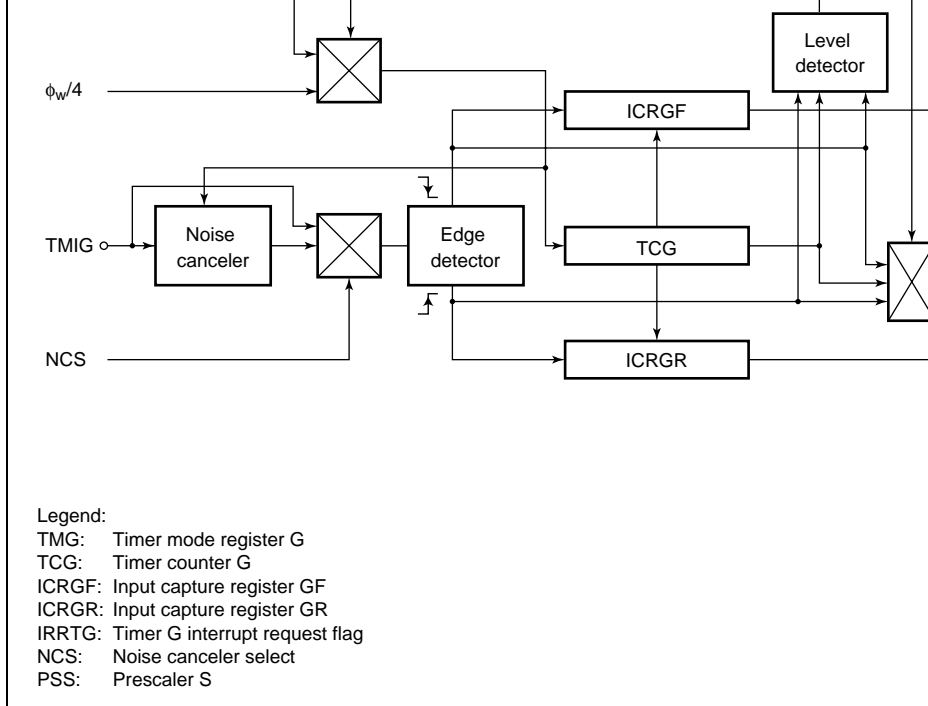 Level
detector
ϕw/4
ICRGF
TMIG
Noise
canceler
Edge
detector
TCG
NCS
ICRGR
Legend:
TMG: Timer mode register G
TCG: Timer counter G
ICRGF: Input capture register GF
ICRGR: Input capture register GR
IRRTG: Timer G interrupt request flag
NCS: Noise canceler select
PSS: Prescaler S